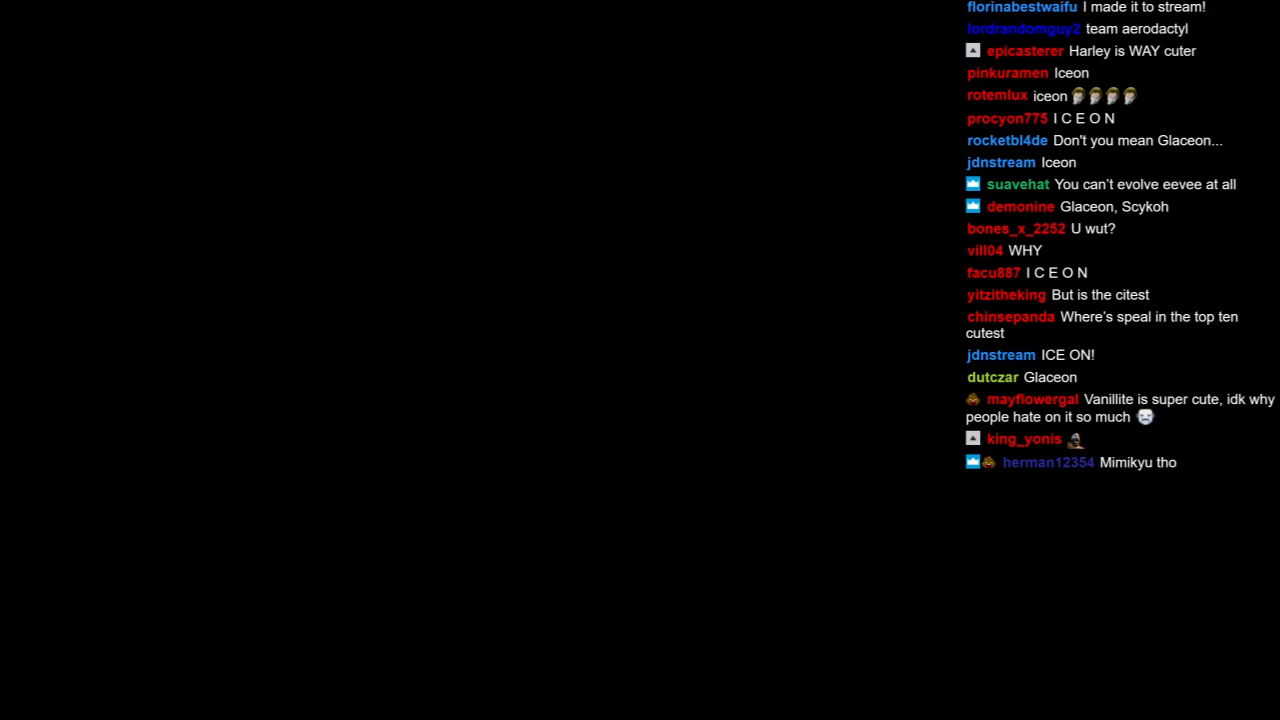 florinabestwaifu I made it to stream!
lordrandomguy2 team aerodactyl
epicasterer Harley is WAY cuter
pinkuramen Iceon
rotemlux iceon
procyon775 I C E O N
rocketbl4de Don't you mean Glaceon...
jdnstream Iceon
suavehat You can’t evolve eevee at all
demonine Glaceon, Scykoh
bones_x_2252 U wut?
vill04 WHY
facu887 I C E O N
yitzitheking But is the citest
chinsepanda Where’s speal in the top ten
cutest
jdnstream ICE ON!
dutczar Glaceon
mayflowergal Vanillite is super cute, idk why
people hate on it so much
king_yonis
herman12354 Mimikyu tho